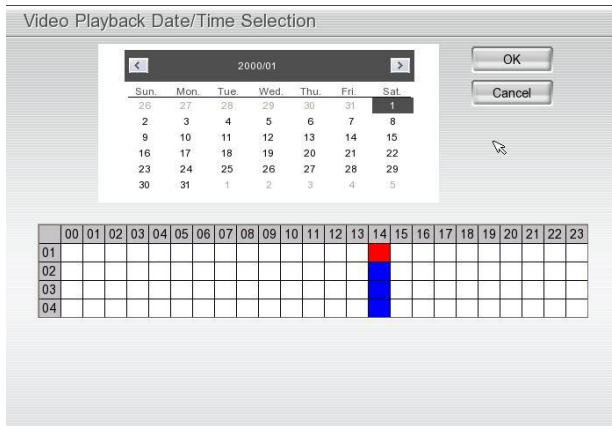 Video Playback Date/Time Selection
< 2000/01 >
OK
Cancel
Sun. Mon. Tue. Wed. Thu. Fri. Sat.
26 27 28 29 30 31 1
2 3 4 5 6 7 8
9 10 11 12 13 14 15
16 17 18 19 20 21 22
23 24 25 26 27 28 29
30 31 1 2 3 4 5
00 01 02 03 04 05 06 07 08 09 10 11 12 13 14 15 16 17 18 19 20 21 22 23
01
02
03
04